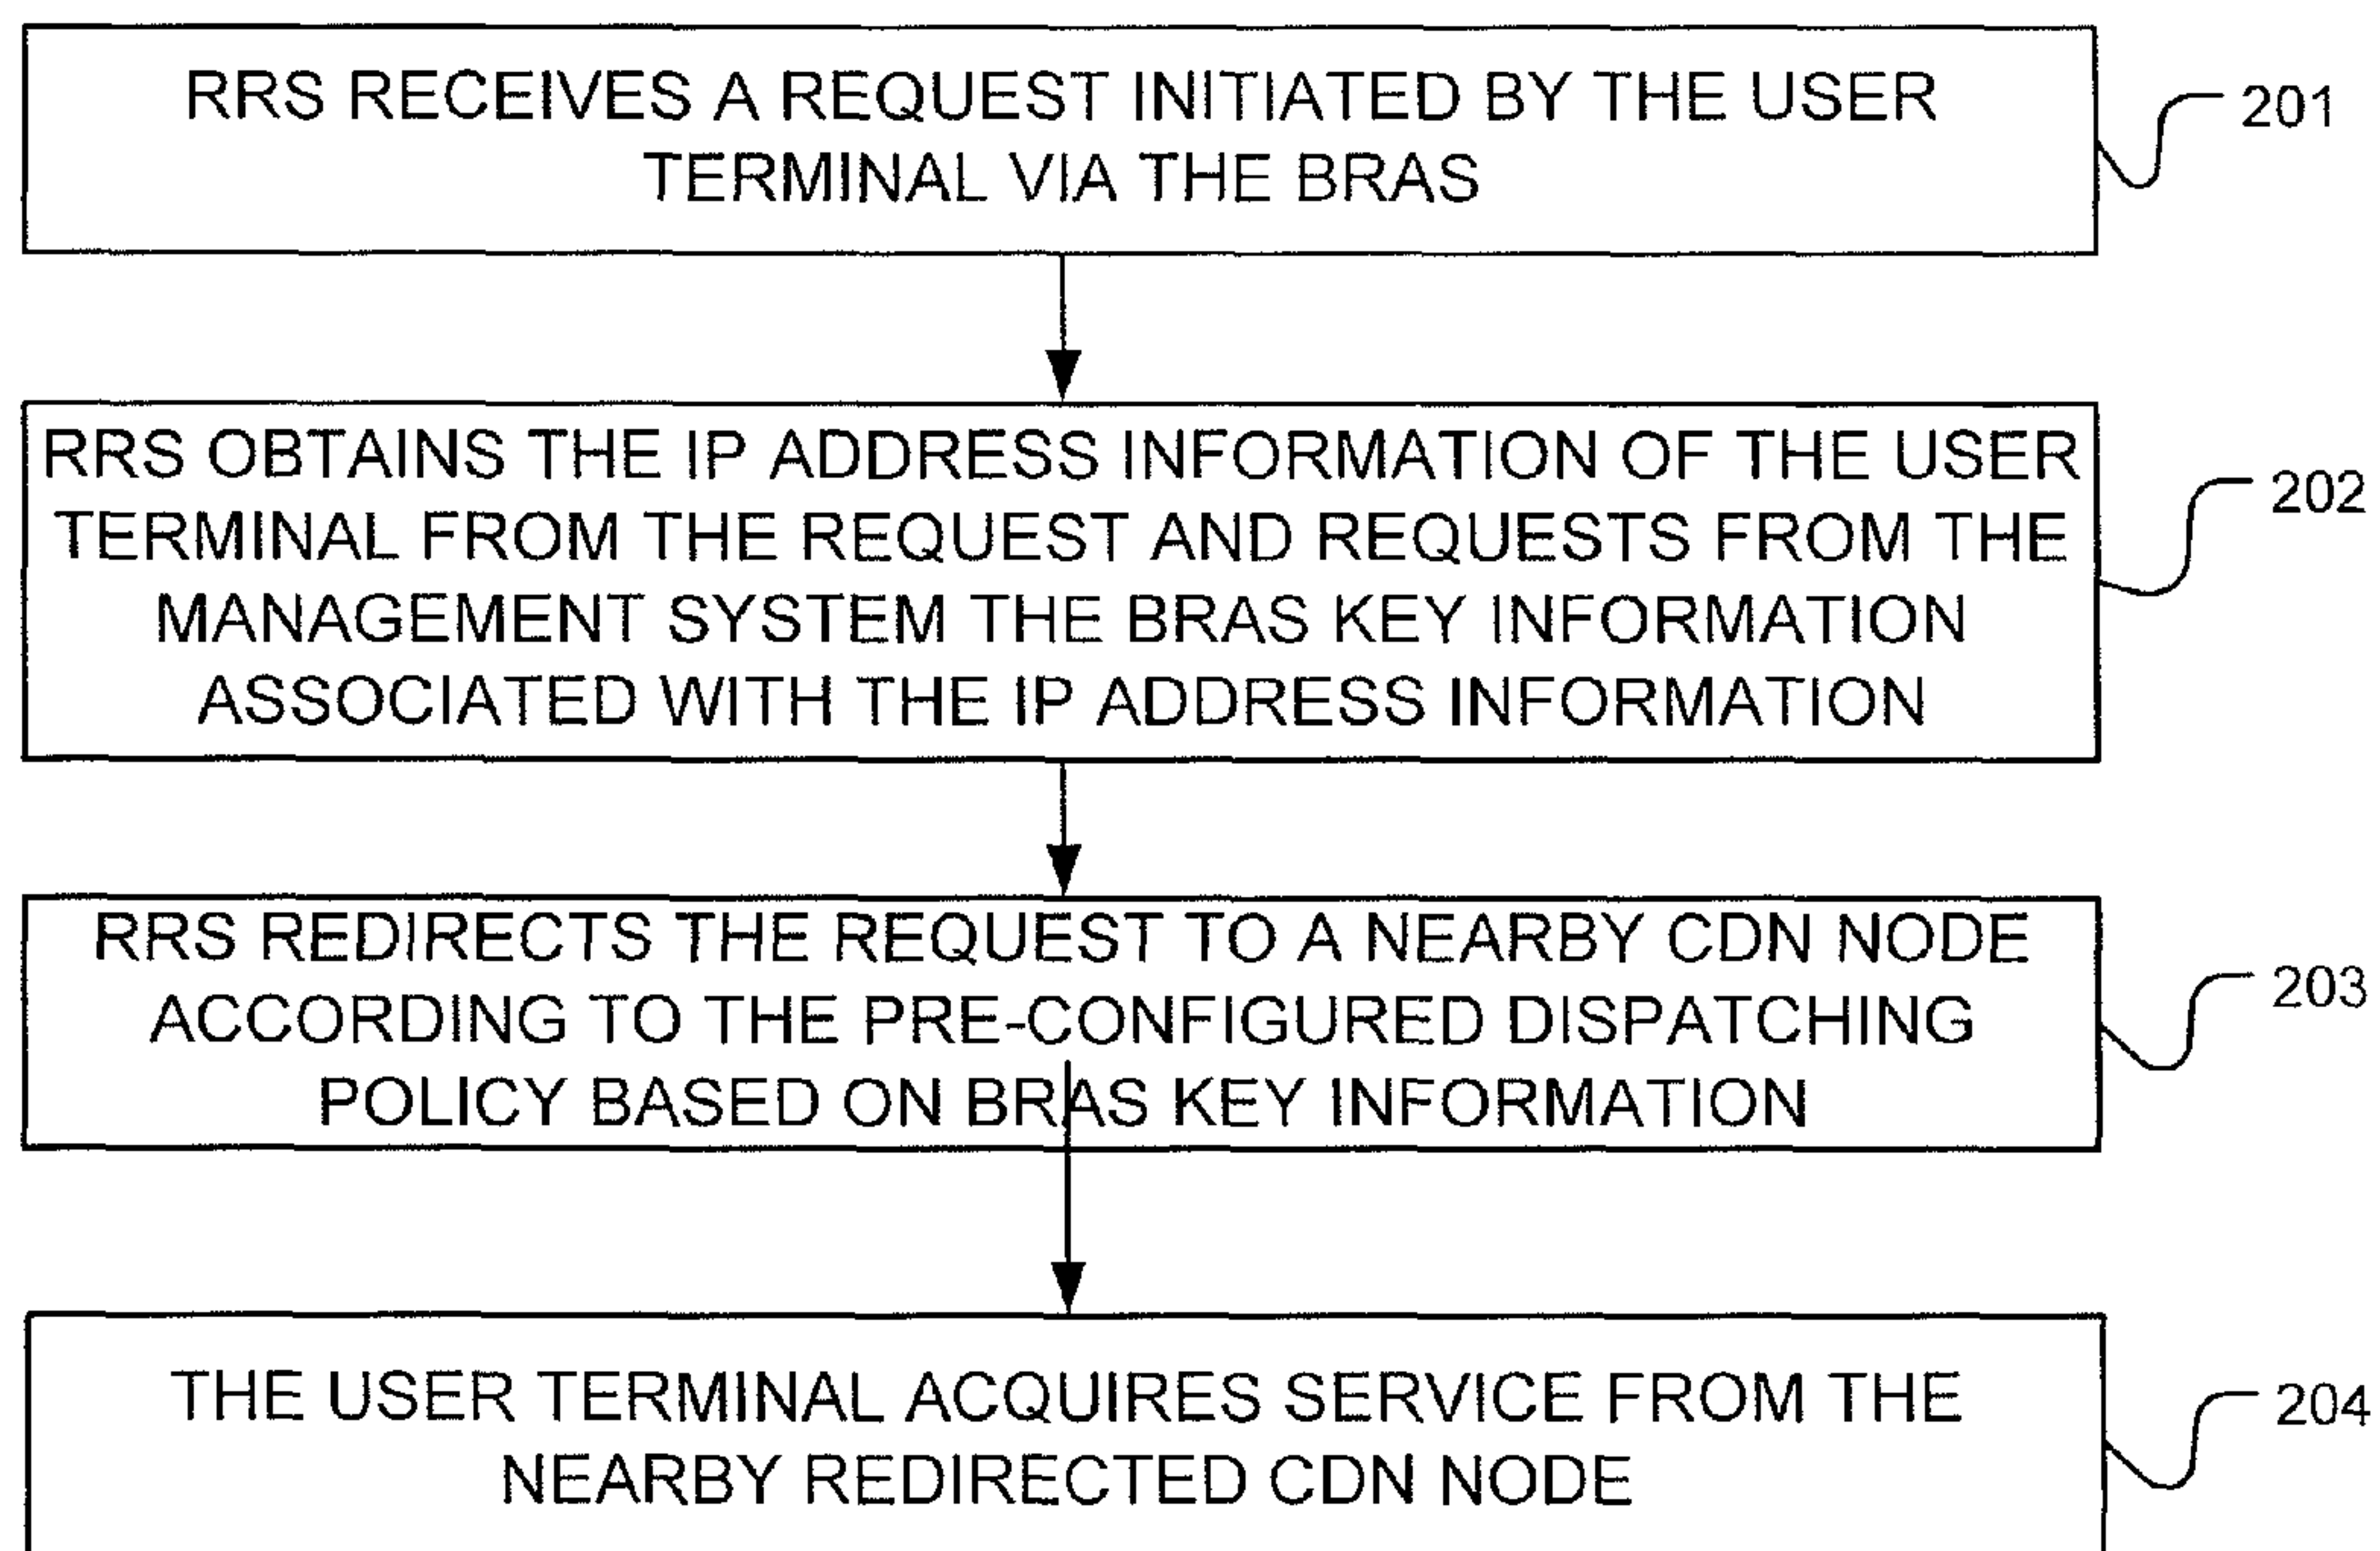 RRS RECEIVES A REQUEST INITIATED BY THE USER
TERMINAL VIA THE BRAS
201
RRS OBTAINS THE IP ADDRESS INFORMATION OF THE USER
TERMINAL FROM THE REQUEST AND REQUESTS FROM THE
MANAGEMENT SYSTEM THE BRAS KEY INFORMATION
ASSOCIATED WITH THE IP ADDRESS INFORMATION
202
RRS REDIRECTS THE REQUEST TO A NEARBY CDN NODE
ACCORDING TO THE PRE-CONFIGURED DISPATCHING
POLICY BASED ON BRAS KEY INFORMATION
203
THE USER TERMINAL ACQUIRES SERVICE FROM THE
NEARBY REDIRECTED CDN NODE
204